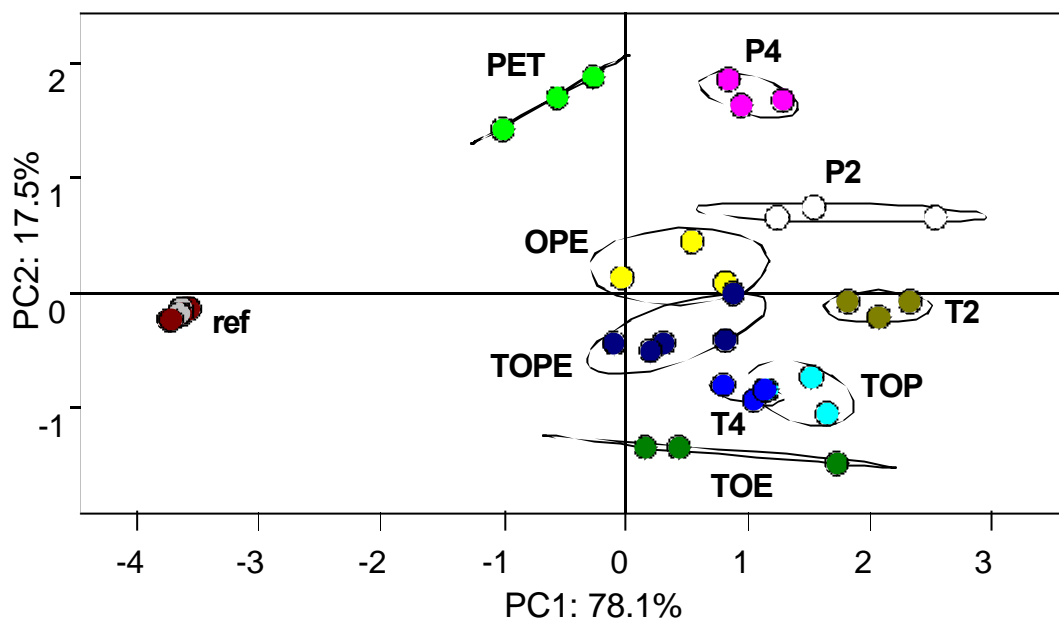 P4
PET
2
P2
1
OPE
PC2: 17.5%
0
ref
T2
TOPE
TOP
-1
T4
TOE
-4 -3 -2 -1 0 1 2 3
PC1: 78.1%